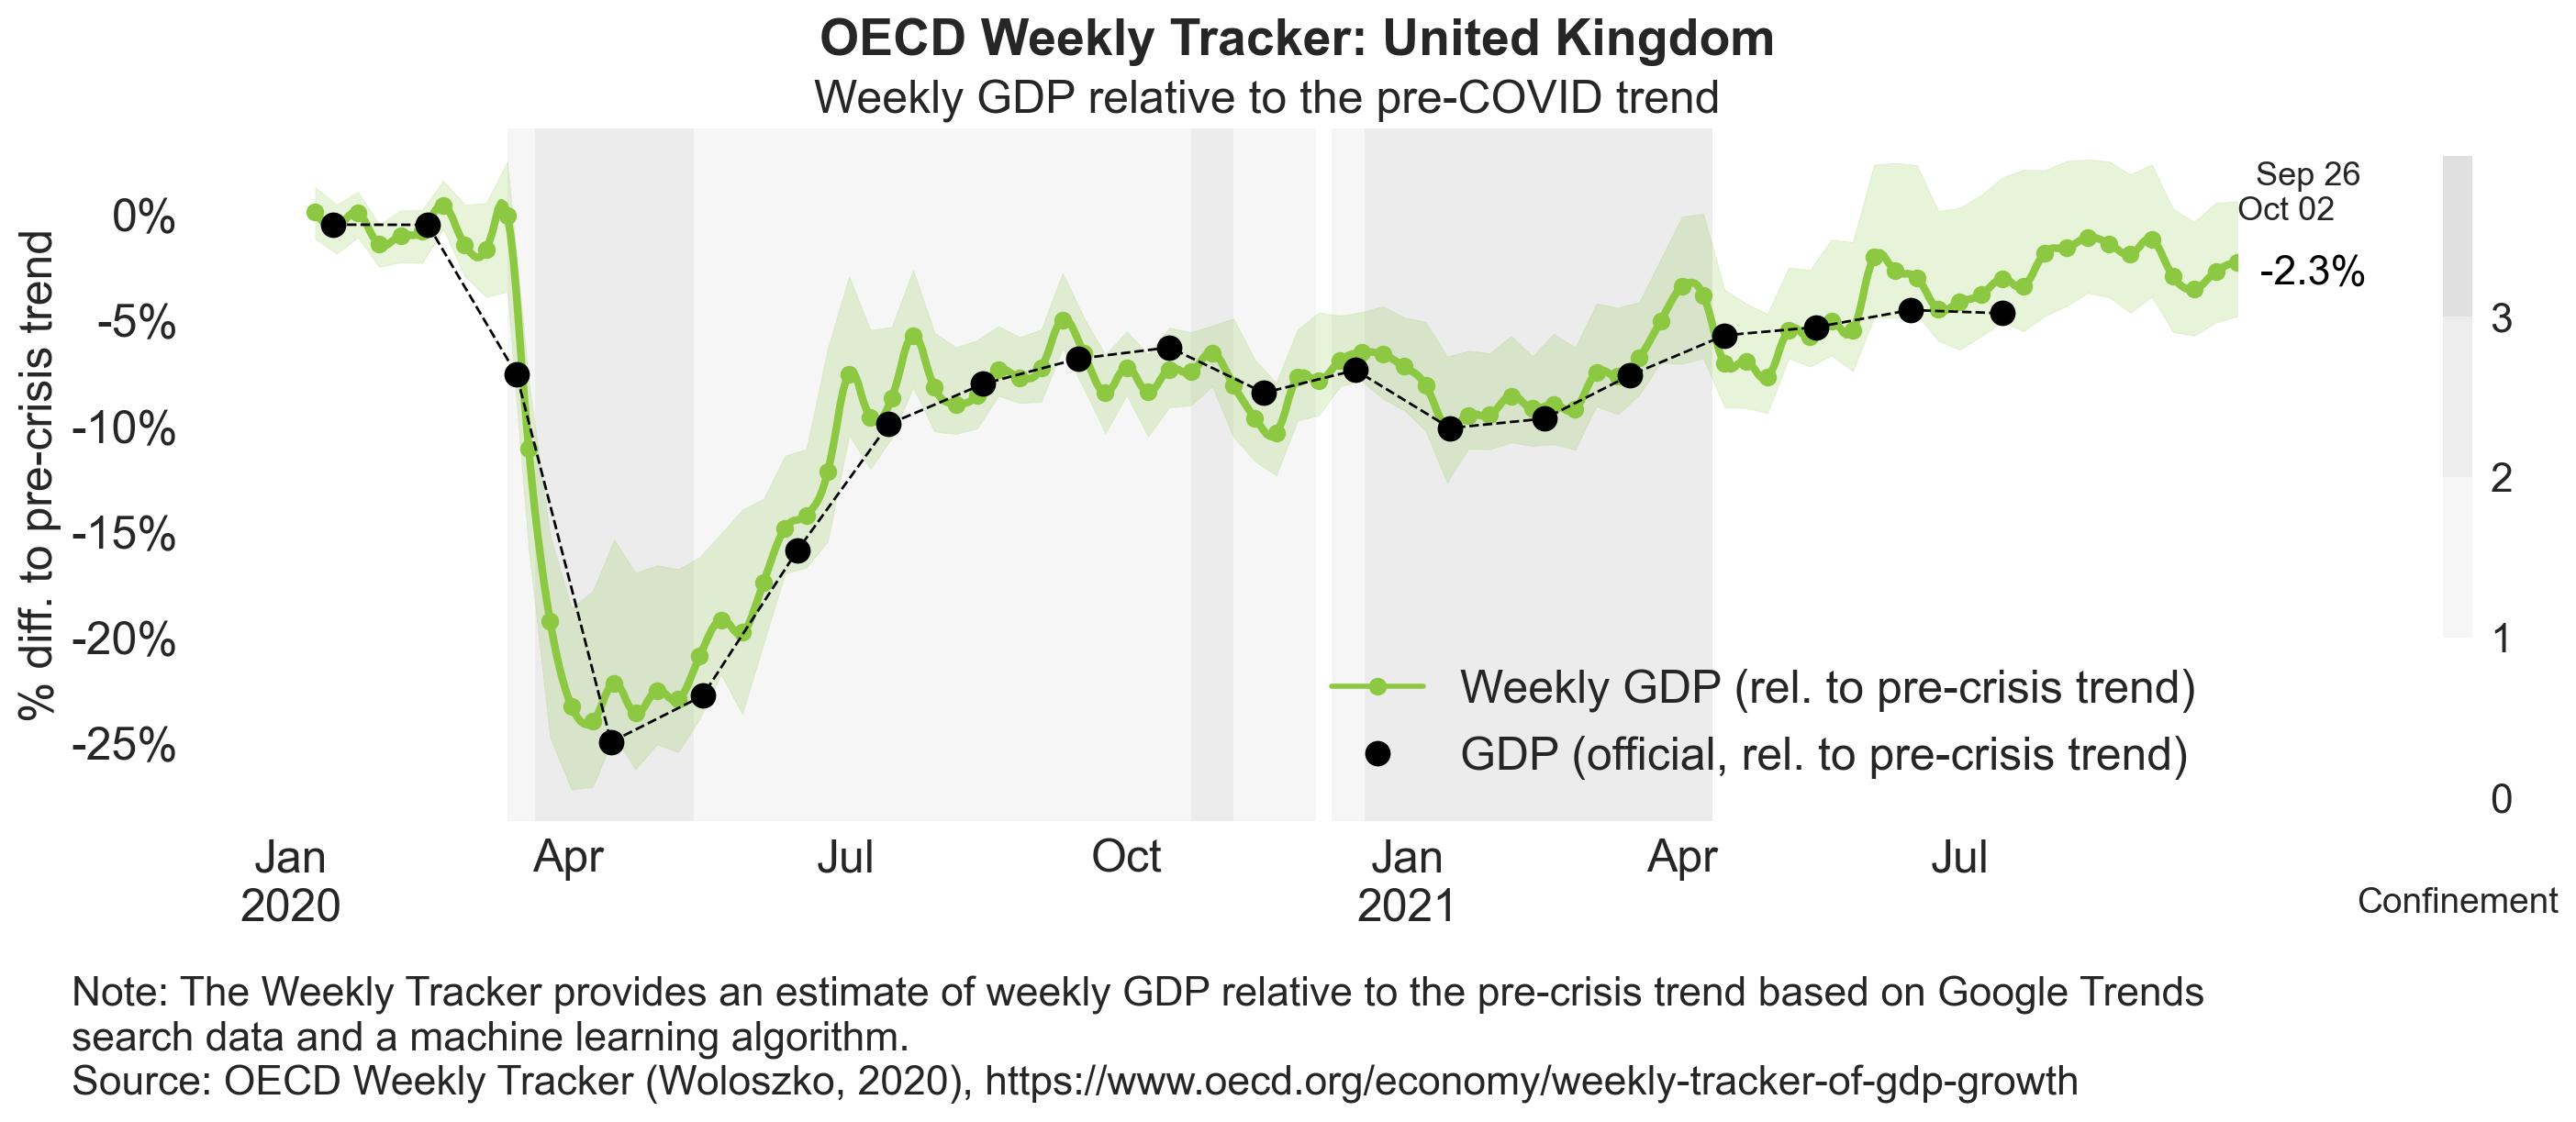 OECD Weekly Tracker: United Kingdom
Weekly GDP relative to the pre-COVID trend
% diff. to pre-crisis trend
0%
-5%
-10%
-15%
-20%
-25%
Sep 26
Oct 02
-2.3%
3
2
1
0
Weekly GDP (rel. to pre-crisis trend)
GDP (official, rel. to pre-crisis trend)
Jan Apr Jul Oct Jan Apr Jul
2020 2021
Confinement
Note: The Weekly Tracker provides an estimate of weekly GDP relative to the pre-crisis trend based on Google Trends
search data and a machine learning algorithm.
Source: OECD Weekly Tracker (Woloszko, 2020), https://www.oecd.org/economy/weekly-tracker-of-gdp-growth